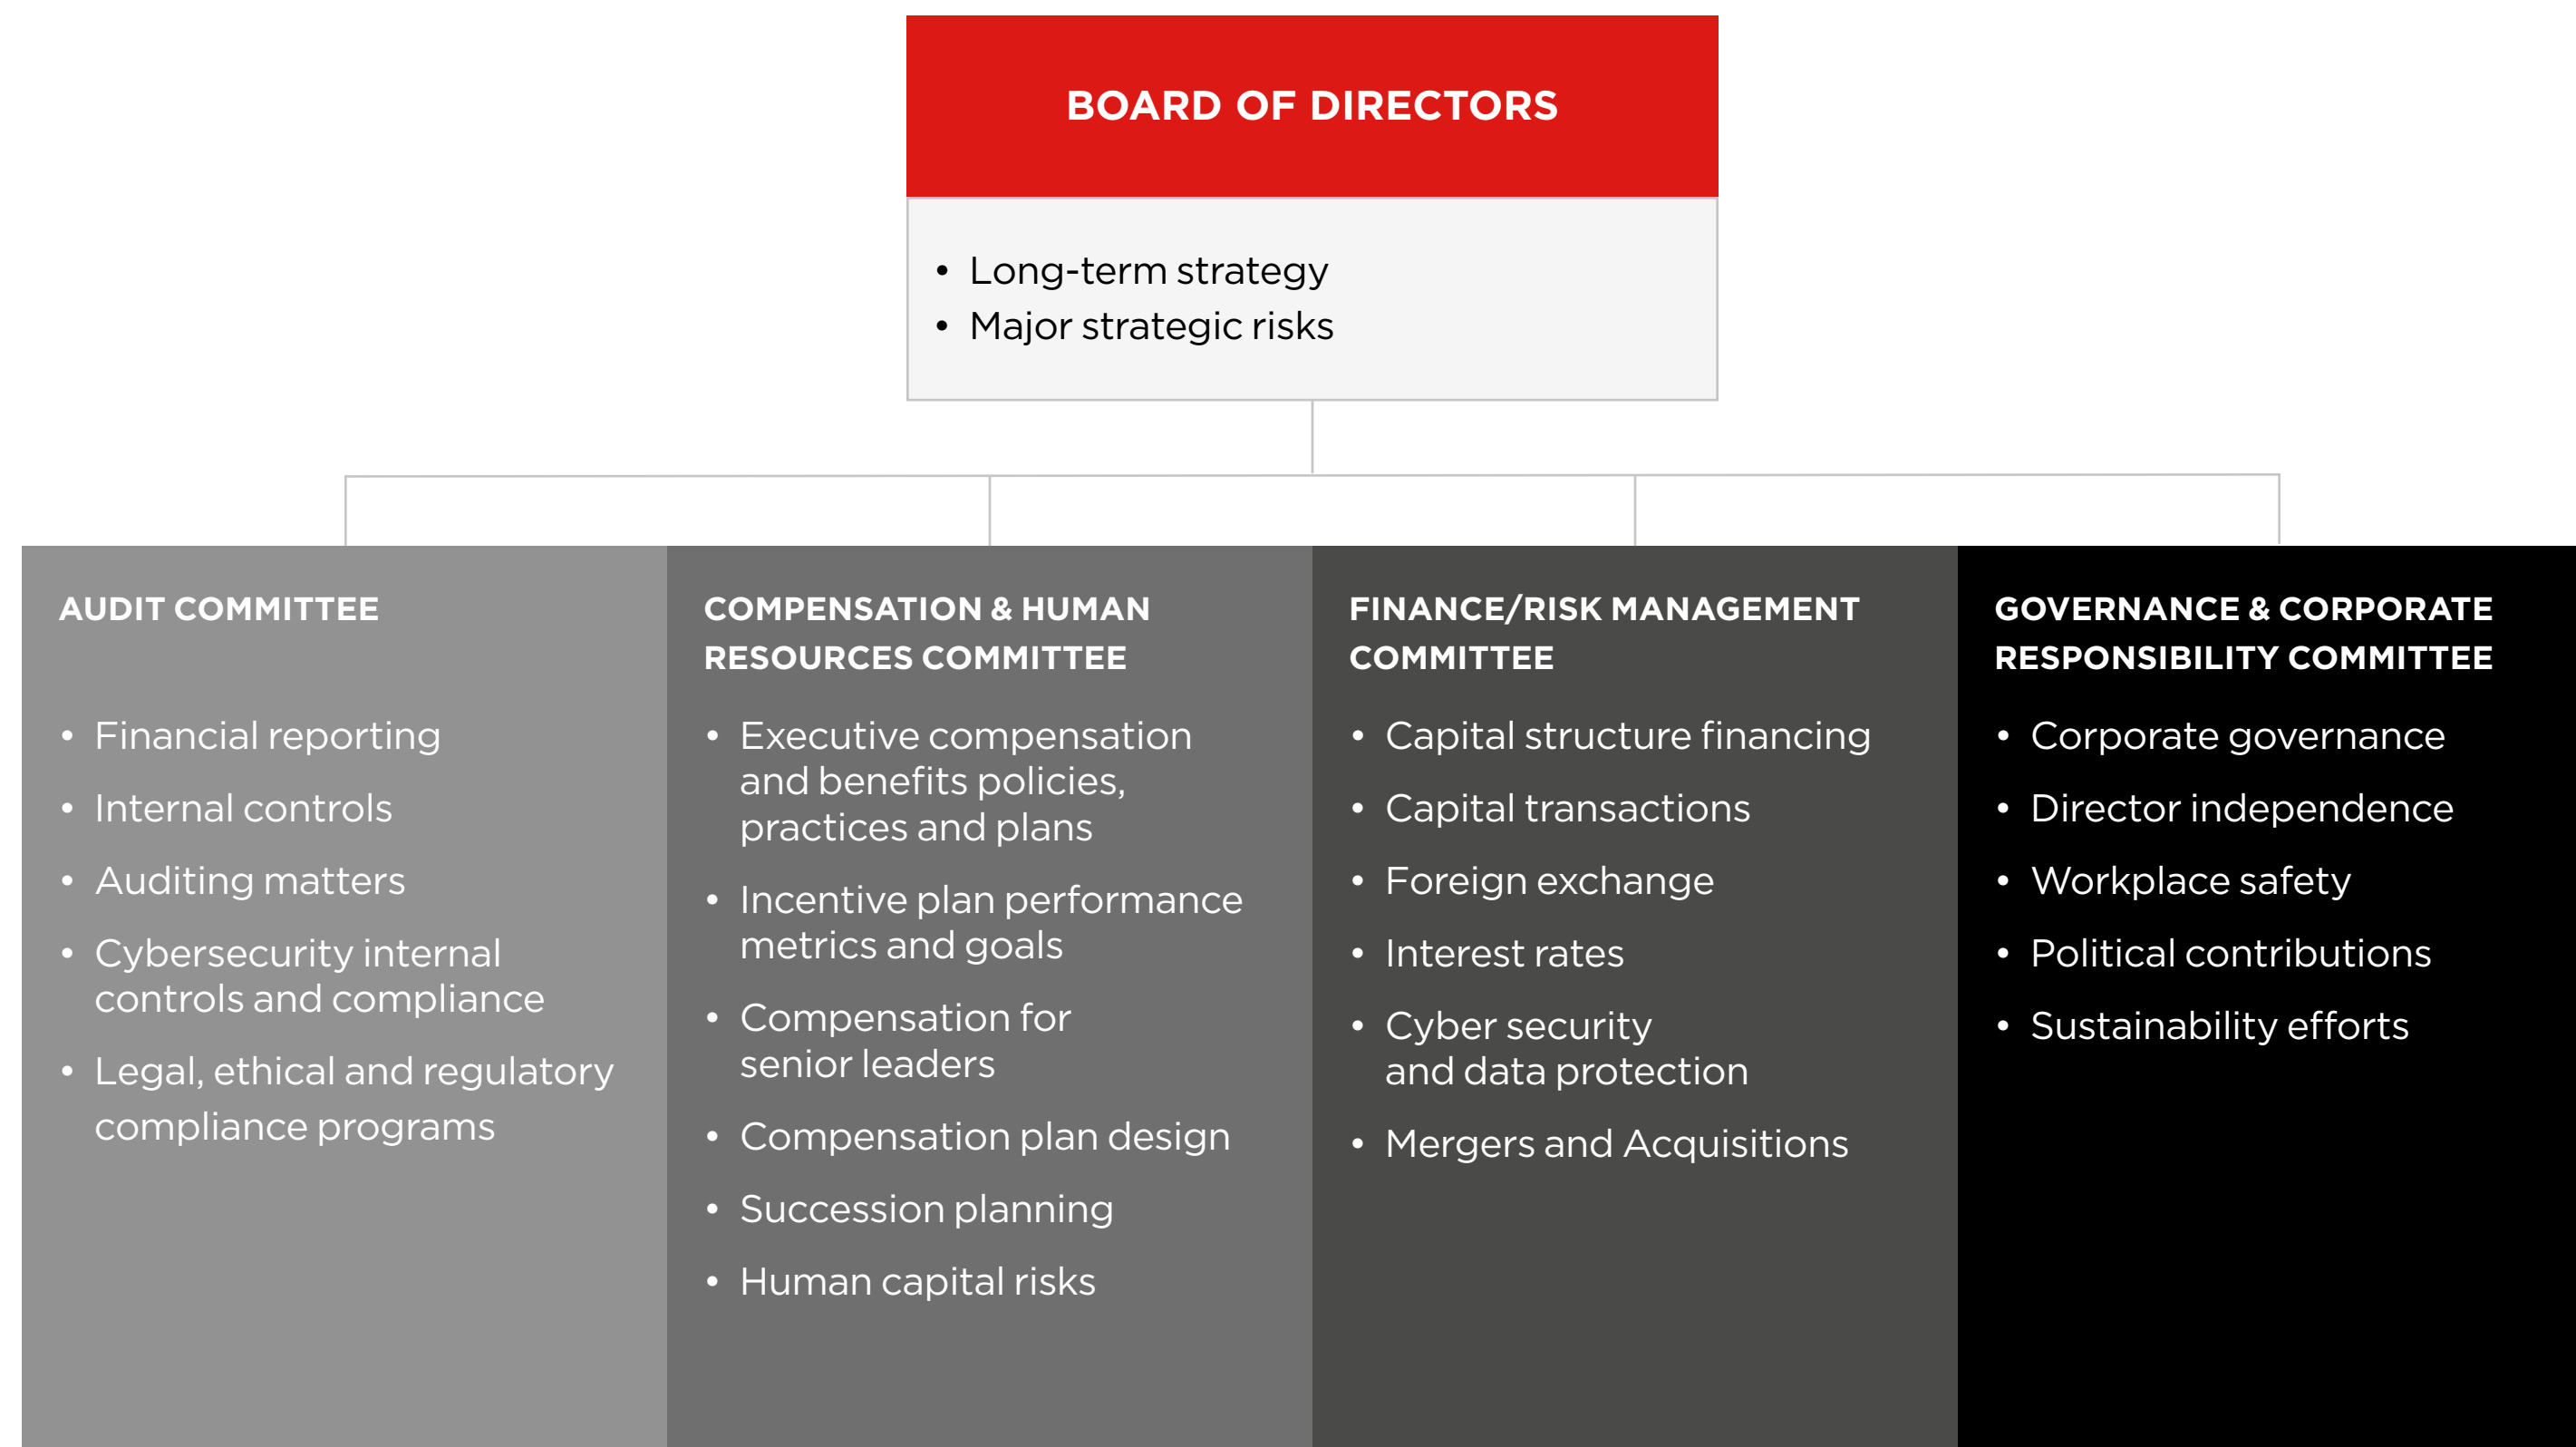 BOARD OF DIRECTORS
• Long-term strategy
• Major strategic risks
AUDIT COMMITTEE
• Financial reporting
• Internal controls
• Auditing matters
• Cybersecurity internal
controls and compliance
• Legal, ethical and regulatory
compliance programs
COMPENSATION & HUMAN
RESOURCES COMMITTEE
• Executive compensation
and benefits policies,
practices and plans
• Incentive plan performance
metrics and goals
• Compensation for
senior leaders
• Compensation plan design
• Succession planning
• Human capital risks
FINANCE/RISK MANAGEMENT
COMMITTEE
• Capital structure financing
• Capital transactions
• Foreign exchange
• Interest rates
• Cyber security
and data protection
• Mergers and Acquisitions
GOVERNANCE & CORPORATE
RESPONSIBILITY COMMITTEE
• Corporate governance
• Director independence
• Workplace safety
• Political contributions
• Sustainability efforts